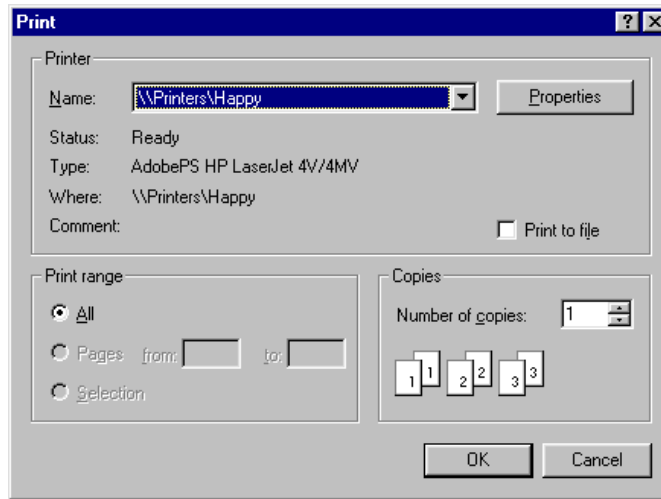 Print
Printer
Name: \\Printers\Happy Properties
Status: Ready
Type: AdobePS HP LaserJet 4V/4MV
Where: \\Printers\Happy
Comment: Print to file
Print range
All
Pages from: to:
Selection
Copies
Number of copies: 1
1 1 2 2 3 3
OK Cancel